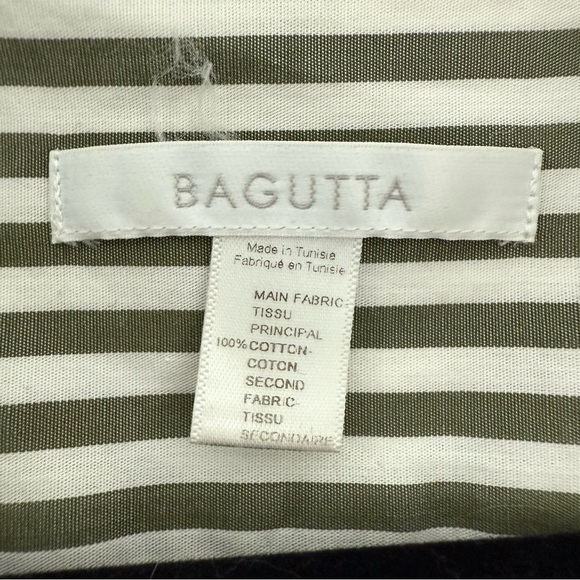 BAGUTTA
Made in Tunisie
Fabriqué en Tunisie
MAIN FABRIC-
TISSU
PRINCIPAL
100% COTTON-
COTON
SECOND
FABRIC-
TISSU
SECONDAIRE